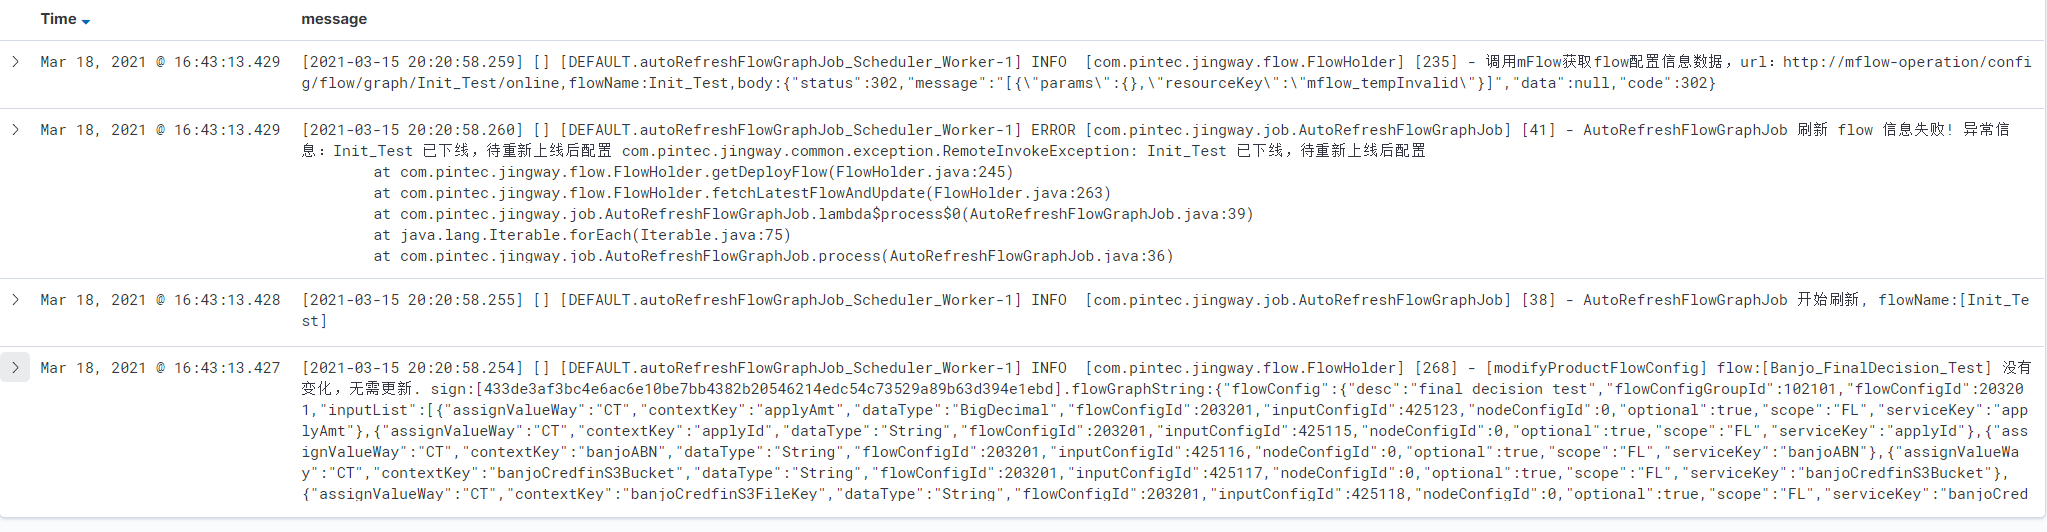 Time message
Mar 18, 2021 @ 16:43:13.429 [2021-03-15 20:20:58.259] [] [DEFAULT.autoRefreshFlowGraphJob_Scheduler_Worker-1] INFO  [com.pintec.jingway.flow.FlowHolder] [235] - 调用mFlow获取flow配置信息数据，url：http://mflow-operation/confi
g/flow/graph/Init_Test/online,flowName:Init_Test,body:{"status":302,"message":"[{\"params\":{},\"resourceKey\":\"mflow_tempInvalid\"}]","data":null,"code":302}
Mar 18, 2021 @ 16:43:13.429 [2021-03-15 20:20:58.260] [] [DEFAULT.autoRefreshFlowGraphJob_Scheduler_Worker-1] ERROR [com.pintec.jingway.job.AutoRefreshFlowGraphJob] [41] - AutoRefreshFlowGraphJob 刷新 flow 信息失败! 异常信
息：Init_Test 已下线，待重新上线后配置 com.pintec.jingway.common.exception.RemoteInvokeException: Init_Test 已下线，待重新上线后配置
at com.pintec.jingway.flow.FlowHolder.getDeployFlow(FlowHolder.java:245)
at com.pintec.jingway.flow.FlowHolder.fetchLatestFlowAndUpdate(FlowHolder.java:263)
at com.pintec.jingway.job.AutoRefreshFlowGraphJob.lambda$process$0(AutoRefreshFlowGraphJob.java:39)
at java.lang.Iterable.forEach(Iterable.java:75)
at com.pintec.jingway.job.AutoRefreshFlowGraphJob.process(AutoRefreshFlowGraphJob.java:36)
Mar 18, 2021 @ 16:43:13.428 [2021-03-15 20:20:58.255] [] [DEFAULT.autoRefreshFlowGraphJob_Scheduler_Worker-1] INFO  [com.pintec.jingway.job.AutoRefreshFlowGraphJob] [38] - AutoRefreshFlowGraphJob 开始刷新, flowName:[Init_Te
st]
Mar 18, 2021 @ 16:43:13.427 [2021-03-15 20:20:58.254] [] [DEFAULT.autoRefreshFlowGraphJob_Scheduler_Worker-1] INFO  [com.pintec.jingway.flow.FlowHolder] [268] - [modifyProductFlowConfig] flow:[Banjo_FinalDecision_Test] 没有
变化，无需更新. sign:[433de3af3bc4e6ac6e10be7bb4382b20546214edc54c73529a89b63d394e1ebd].flowGraphString:{"flowConfig":{"desc":"final decision test","flowConfigGroupId":102101,"flowConfigId":203201
,"inputList":[{"assignValueWay":"CT","contextKey":"applyAmt","dataType":"BigDecimal","flowConfigId":203201,"inputConfigId":425123,"nodeConfigId":0,"optional":true,"scope":"FL","serviceKey":"app
lyAmt"},{"assignValueWay":"CT","contextKey":"applyId","dataType":"String","flowConfigId":203201,"inputConfigId":425115,"nodeConfigId":0,"optional":true,"scope":"FL","serviceKey":"applyId"},{"ass
ignValueWay":"CT","contextKey":"banjoABN","dataType":"String","flowConfigId":203201,"inputConfigId":425116,"nodeConfigId":0,"optional":true,"scope":"FL","serviceKey":"banjoABN"},{"assignValueWa
y":"CT","contextKey":"banjoCredfinS3Bucket","dataType":"String","flowConfigId":203201,"inputConfigId":425117,"nodeConfigId":0,"optional":true,"scope":"FL","serviceKey":"banjoCredfinS3Bucket"},
{"assignValueWay":"CT","contextKey":"banjoCredfinS3FileKey","dataType":"String","flowConfigId":203201,"inputConfigId":425118,"nodeConfigId":0,"optional":true,"scope":"FL","serviceKey":"banjoCred